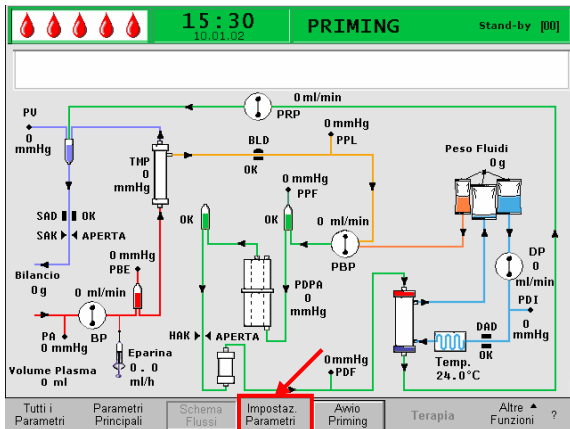 15:30
10.01.02
PRIMING
Stand-by [00]
0 ml/min
PRP
PV
0
mmHg
BLD
OK
0 mmHg
PPL
Peso Fluidi
0 g
TMP
0
mmHg
0 mmHg
PPF
OK
OK
0 ml/min
PBP
SAD OK
SAK APERTA
0 mmHg
PBE
Bilancio
0 g
0 ml/min
BP
PA
0 mmHg
Eparina
0.0
ml/h
Volume Plasma
0 ml
PDPA
0
mmHg
HAK APERTA
0mmHg
PDF
DP
0
ml/min
PDI
0
mmHg
DAD
OK
Temp.
24.0°C
Tutti i
Parametri
Parametri
Principali
Schema
Flussi
Impostaz.
Parametri
Avvio
Priming
Terapia
Altre
Funzioni
?